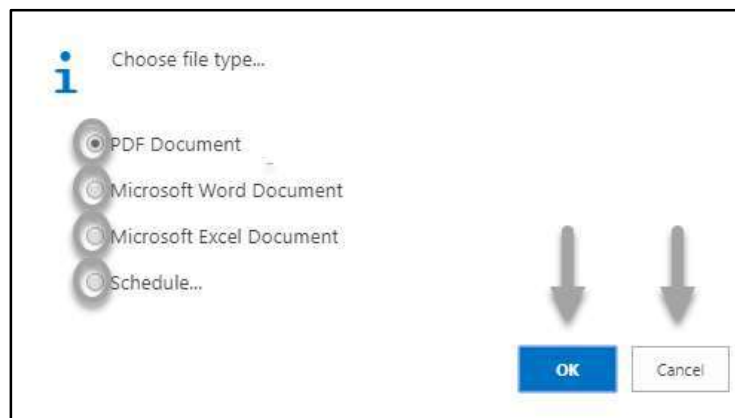 Choose file type...
PDF Document
Microsoft Word Document
Microsoft Excel Document
Schedule...
OK
Cancel